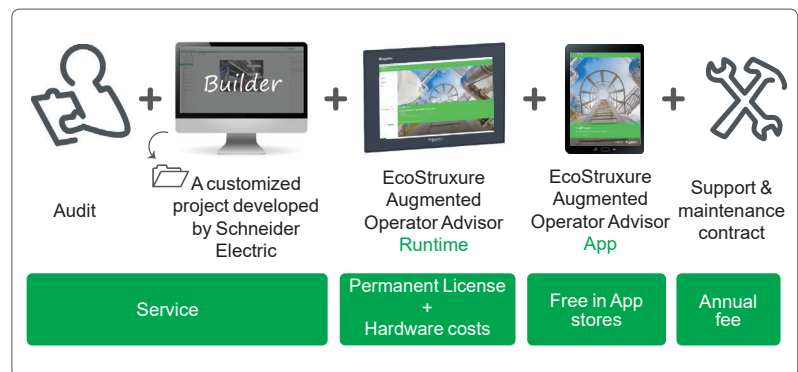 Builder
Audit
A customized
project developed
by Schneider
Electric
EcoStruxure
Augmented
Operator Advisor
Runtime
EcoStruxure
Augmented
Operator Advisor
App
Support &
maintenance
contract
Service
Permanent License
+
Hardware costs
Free in App
stores
Annual
fee